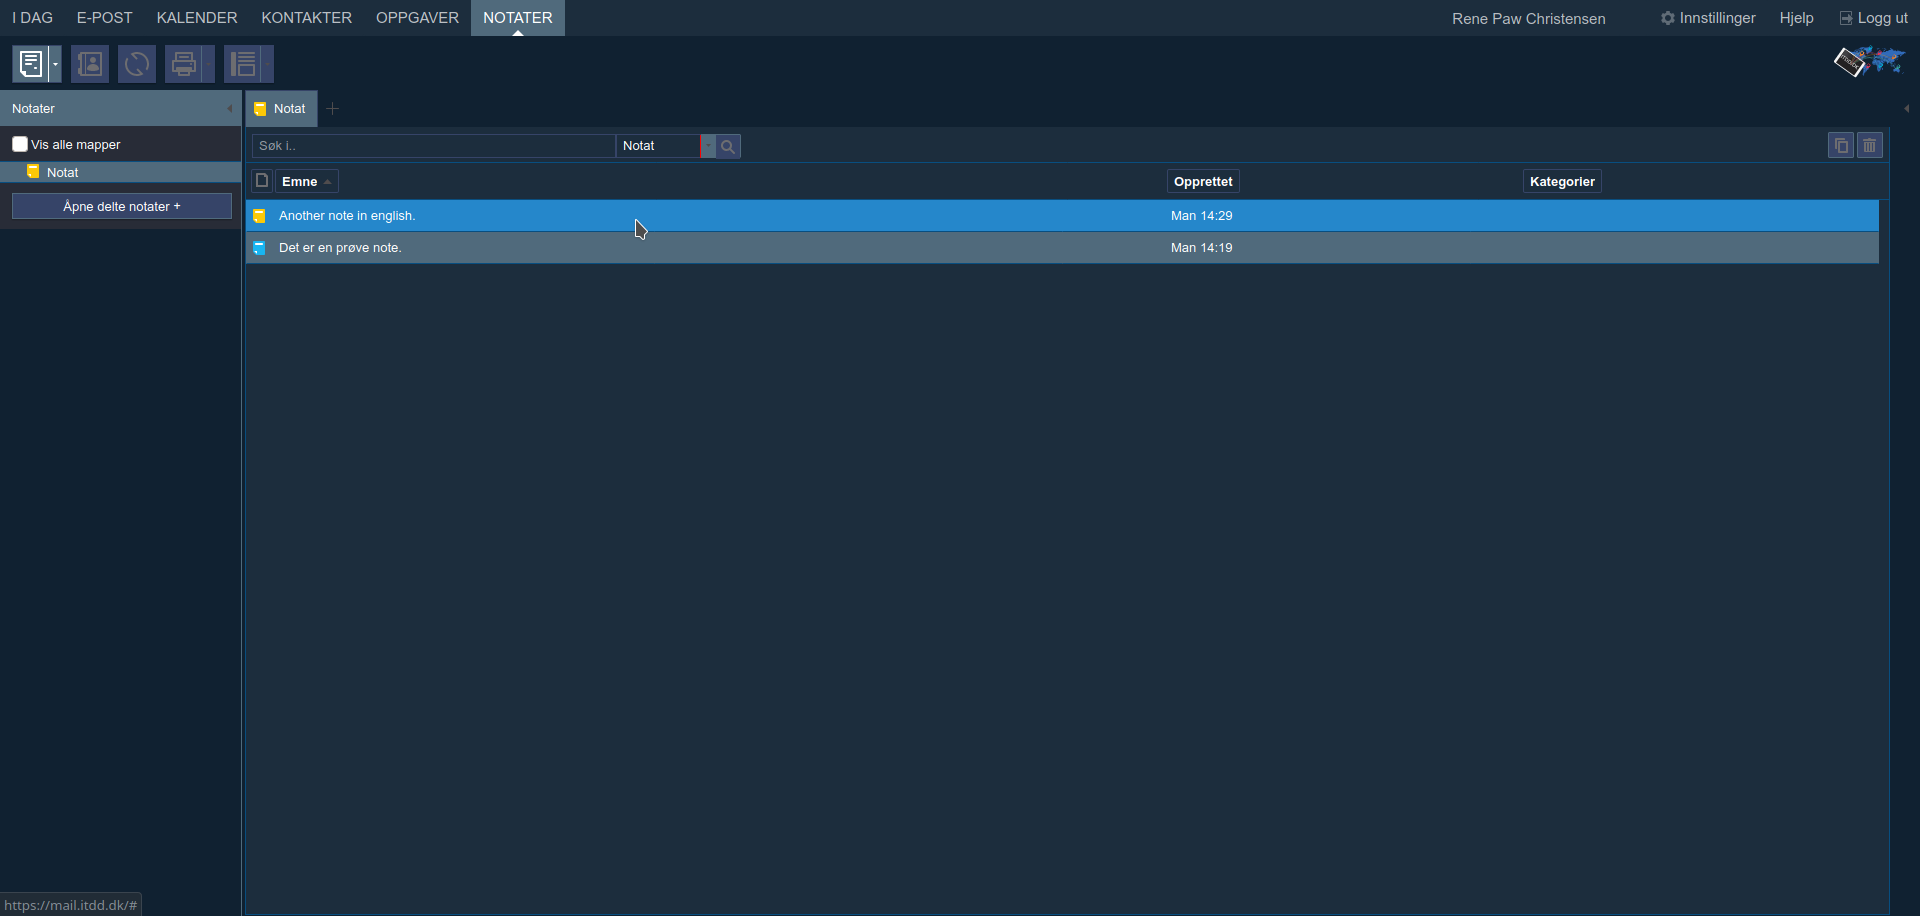 I DAG E-POST KALENDER KONTAKTER OPPGAVER NOTATER Rene Paw Christensen Innstillinger Hjelp Logg ut
Notater Notat
Søk i.. Notat
Vis alle mapper
Notat
Emne Opprettet Kategorier
Åpne delte notater +
Another note in english. Man 14:29
Det er en prøve note. Man 14:19
https://mail.itdd.dk/#